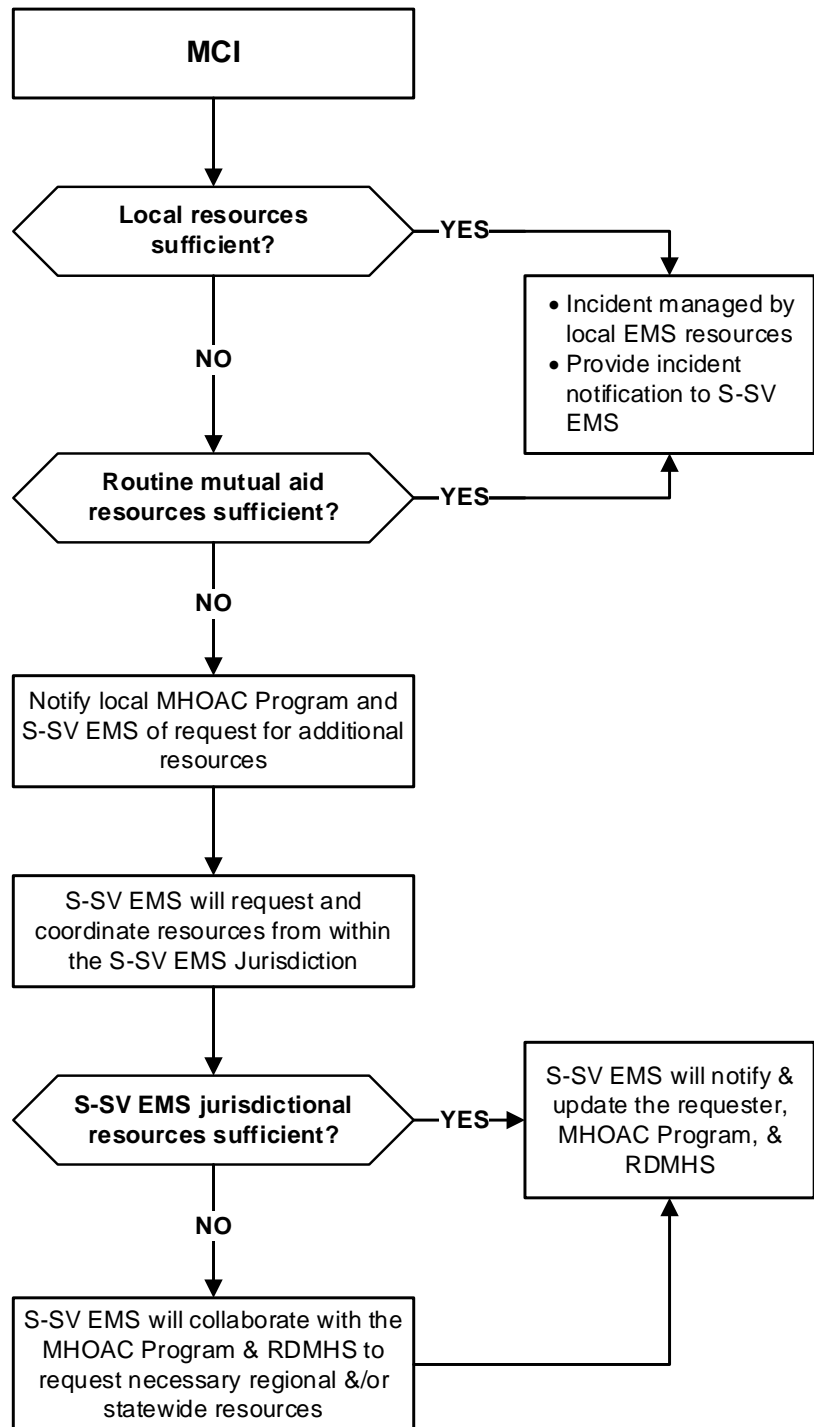 MCI
Local resources
sufficient?
YES
• Incident managed by
local EMS resources
• Provide incident
notification to S-SV
EMS
NO
Routine mutual aid
resources sufficient?
YES
NO
Notify local MHOAC Program and
S-SV EMS of request for additional
resources
S-SV EMS will request and
coordinate resources from within
the S-SV EMS Jurisdiction
S-SV EMS jurisdictional
resources sufficient?
YES
S-SV EMS will notify &
update the requester,
MHOAC Program, &
RDMHS
NO
S-SV EMS will collaborate with the
MHOAC Program & RDMHS to
request necessary regional &/or
statewide resources